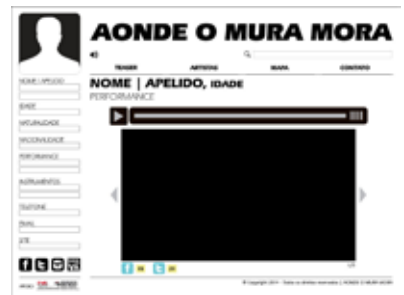 AONDE O MURA MORA
TEASER ARTISTAS MAPA CONTATO
NOME | APELIDO, IDADE
PERFORMANCE
NOME | APELIDO
IDADE
NATURALIDADE
NACIONALIDADE
PERFORMANCE
INSTRUMENTOS
TELEFONE
EMAIL
SITE